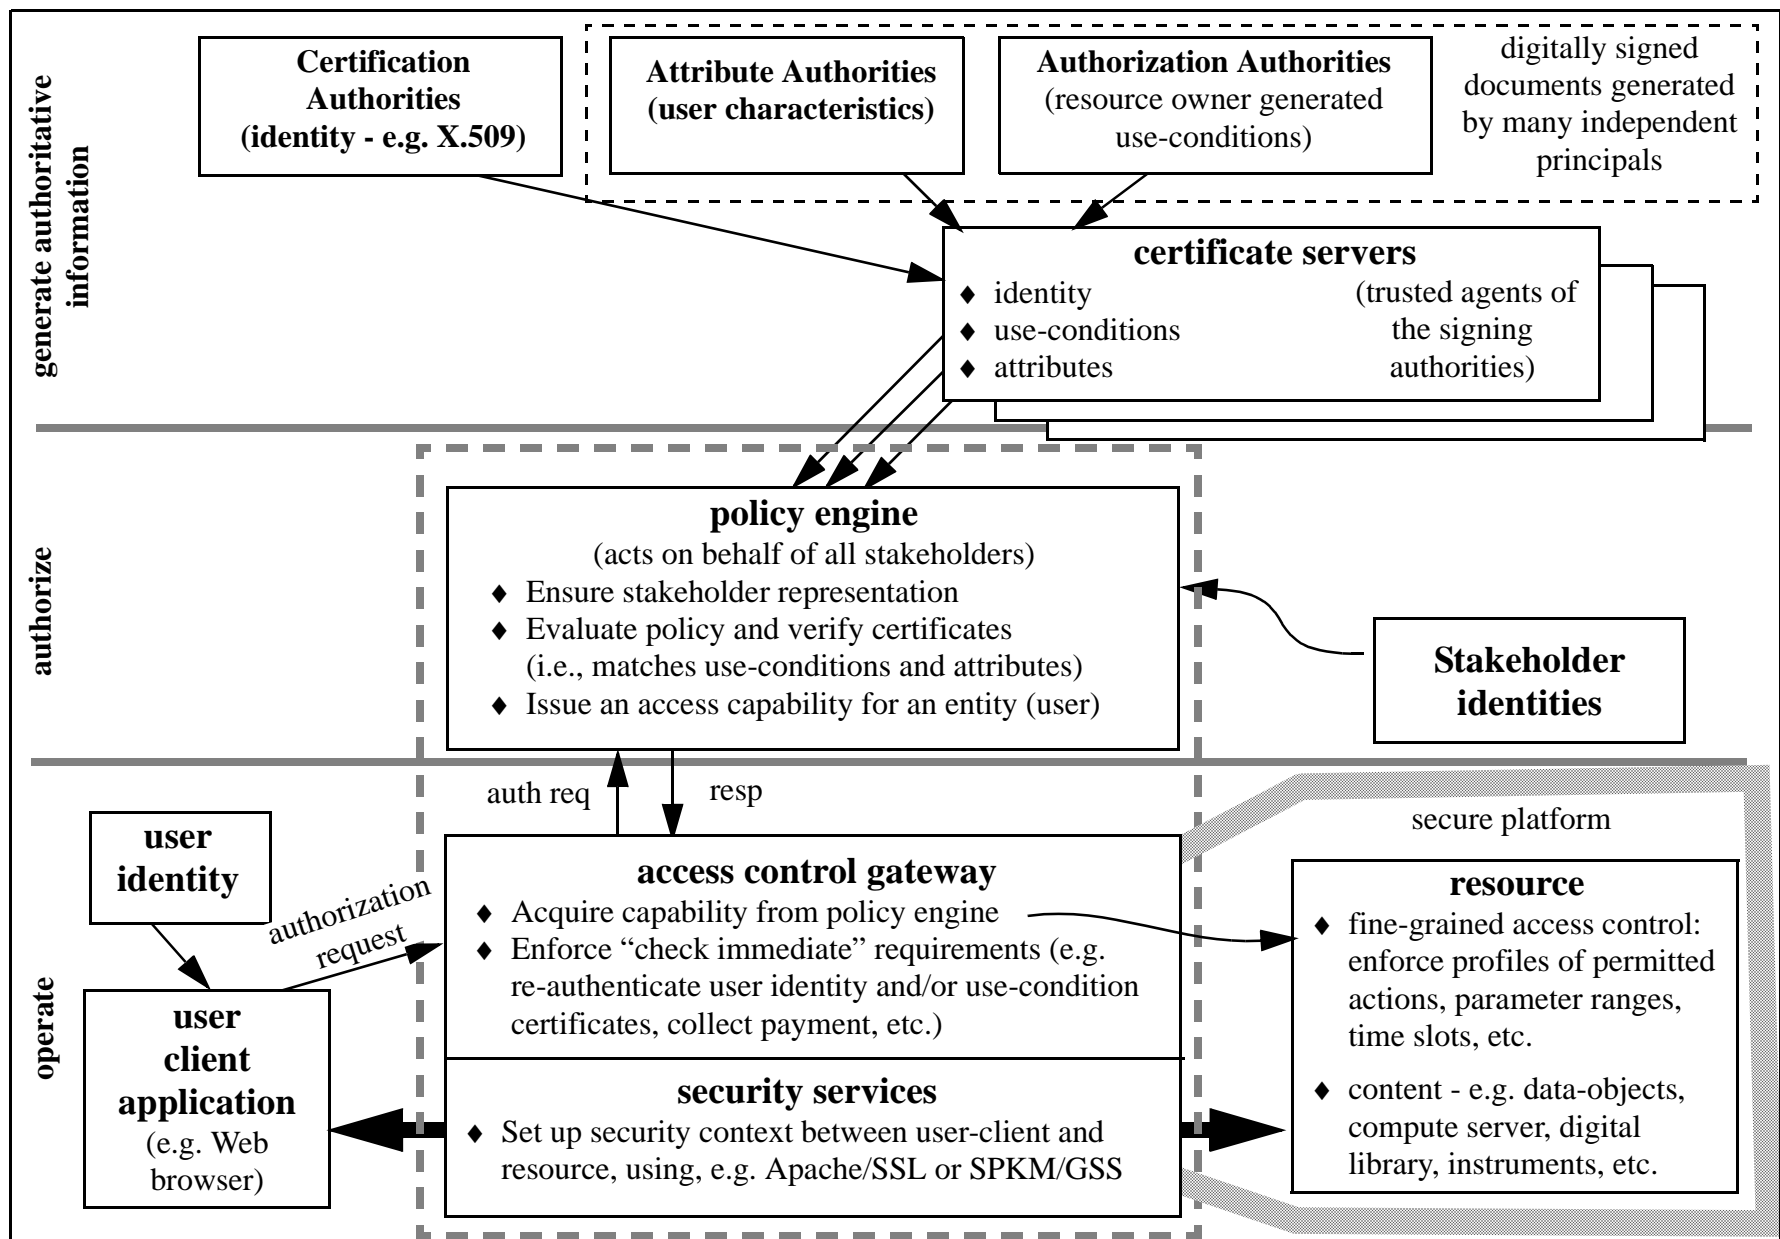 generate authoritative
information
Certification
Authorities
(identity - e.g. X.509)
Attribute Authorities
(user characteristics)
Authorization Authorities
(resource owner generated
use-conditions)
digitally signed
documents generated
by many independent
principals
certificate servers
♦ identity
♦ use-conditions
♦ attributes
(trusted agents of
the signing
authorities)
authorize
policy engine
(acts on behalf of all stakeholders)
♦ Ensure stakeholder representation
♦ Evaluate policy and verify certificates
(i.e., matches use-conditions and attributes)
♦ Issue an access capability for an entity (user)
Stakeholder
identities
operate
auth req
resp
user
identity
authorization
request
user
client
application
(e.g. Web
browser)
access control gateway
♦ Acquire capability from policy engine
♦ Enforce “check immediate” requirements (e.g.
re-authenticate user identity and/or use-condition
certificates, collect payment, etc.)
security services
♦ Set up security context between user-client and
resource, using, e.g. Apache/SSL or SPKM/GSS
secure platform
resource
♦ fine-grained access control:
enforce profiles of permitted
actions, parameter ranges,
time slots, etc.
♦ content - e.g. data-objects,
compute server, digital
library, instruments, etc.